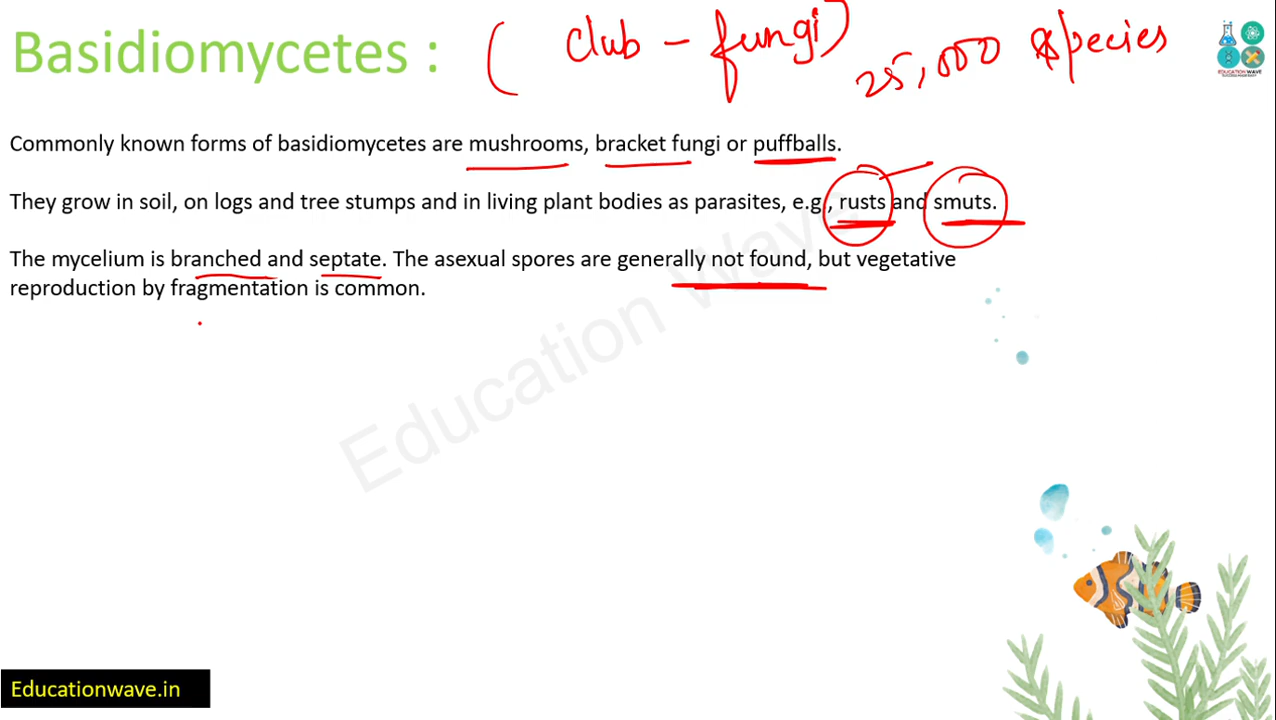 Basidiomycetes : ( club - fungi)
25,000 species
EDUCATION WAVE
Commonly known forms of basidiomycetes are mushrooms, bracket fungi or puffballs.
They grow in soil, on logs and tree stumps and in living plant bodies as parasites, e.g., rusts and smuts.
The mycelium is branched and septate. The asexual spores are generally not found, but vegetative
reproduction by fragmentation is common.
Education Wave
Educationwave.in